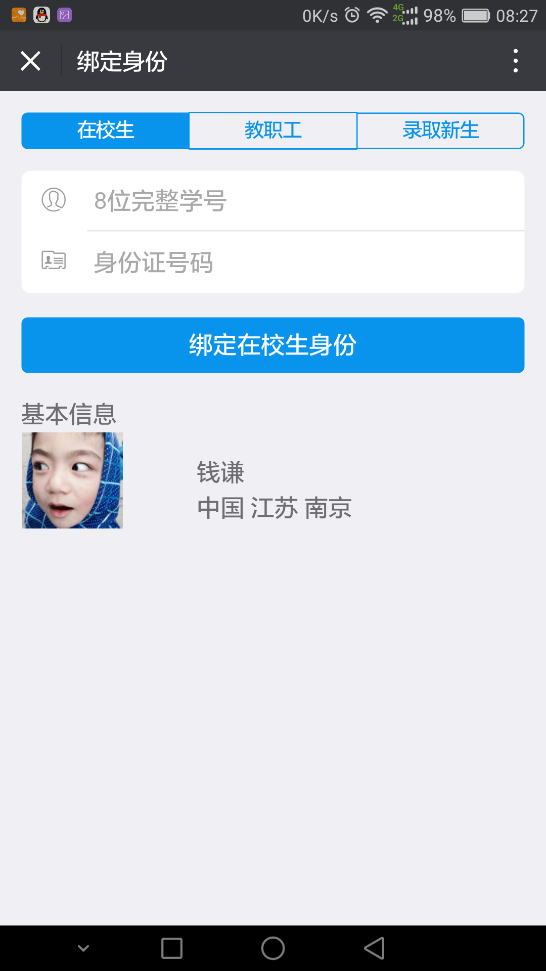 0K/s 4G 2G 98% 08:27
绑定身份
在校生 教职工 录取新生
8位完整学号
身份证号码
绑定在校生身份
基本信息
钱谦
中国 江苏 南京